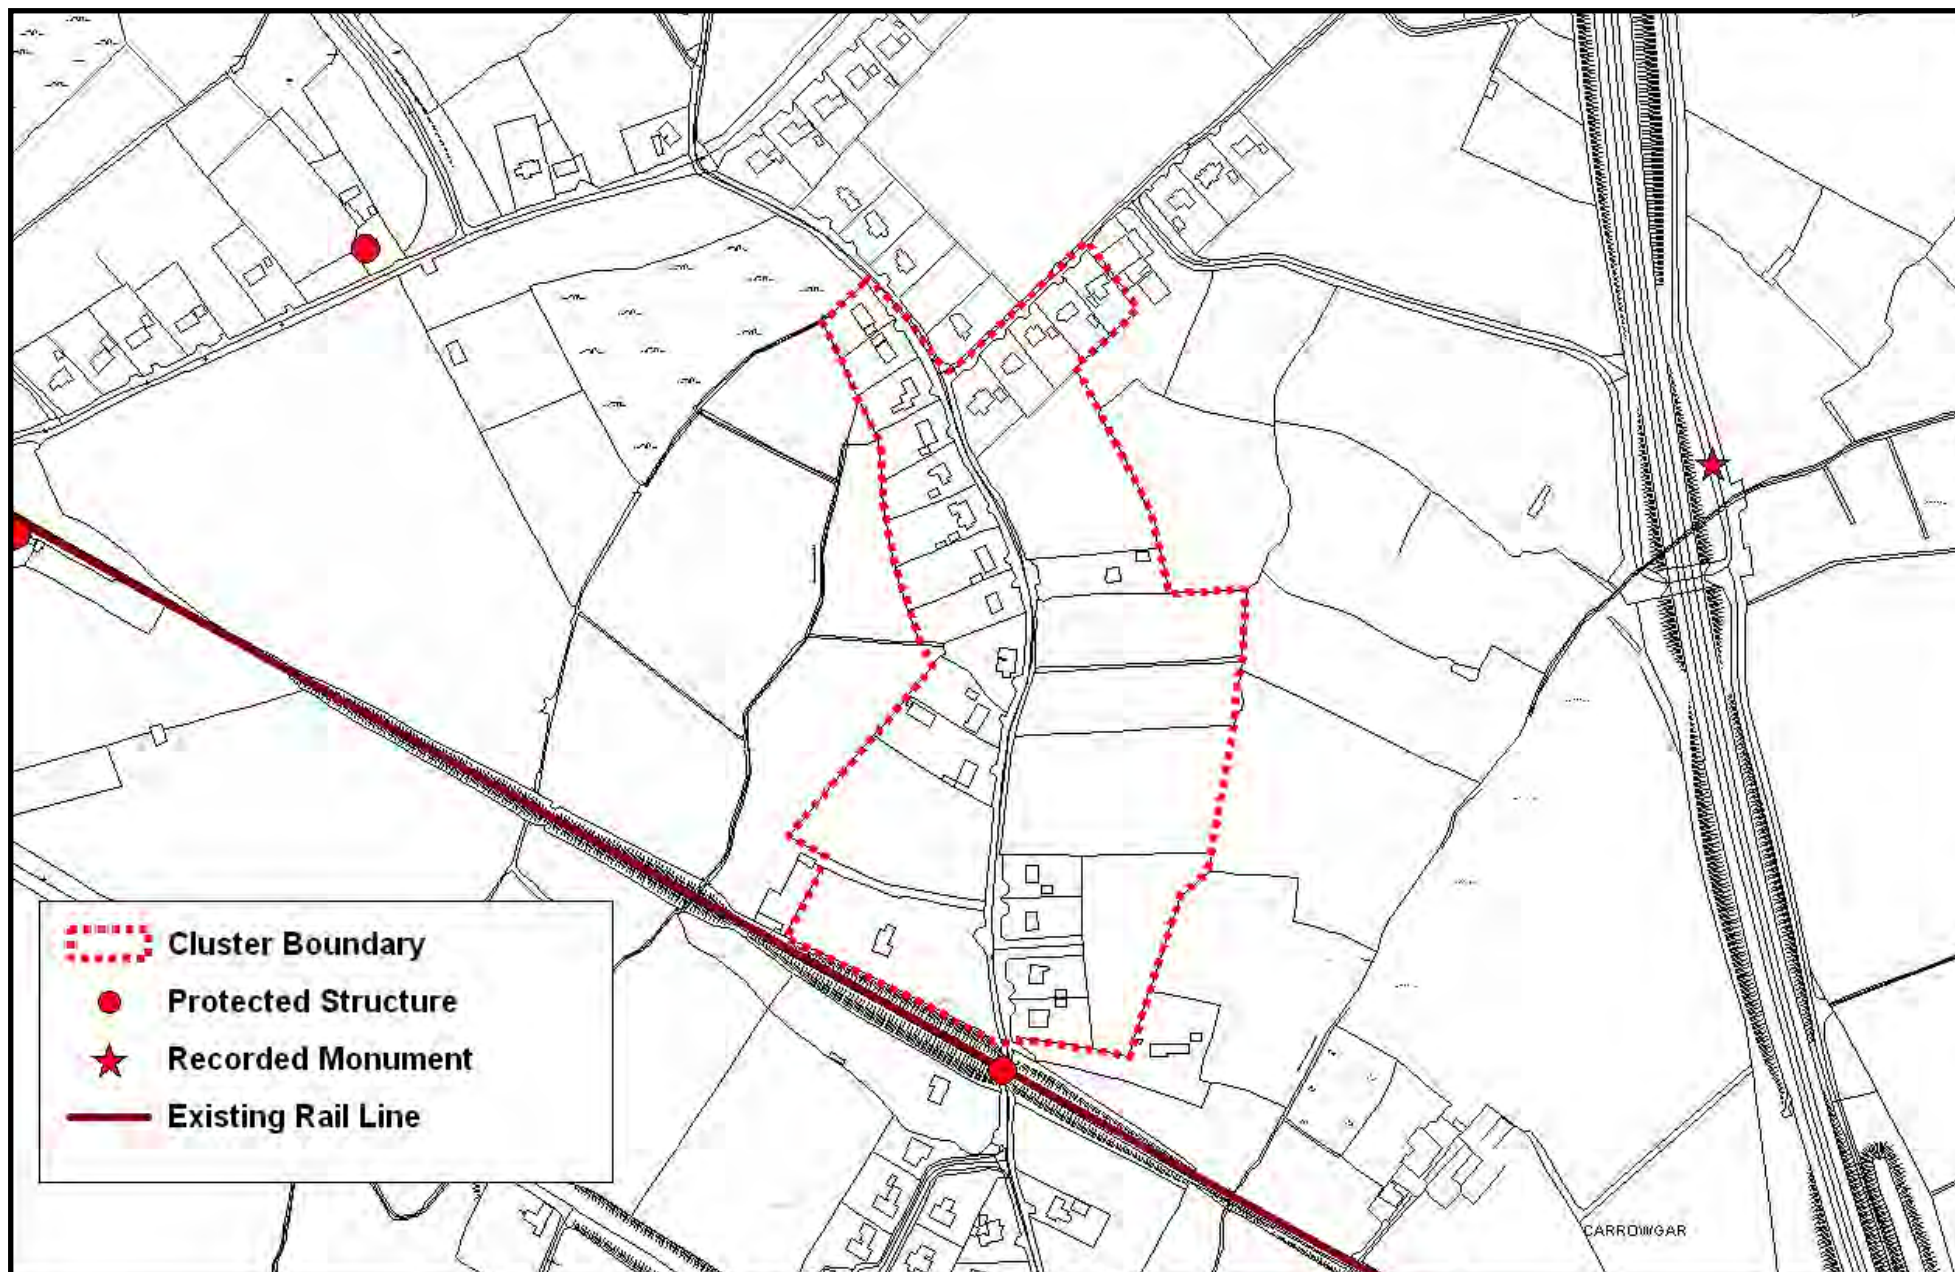 Cluster Boundary
Protected Structure
Recorded Monument
Existing Rail Line
CARROWGAR